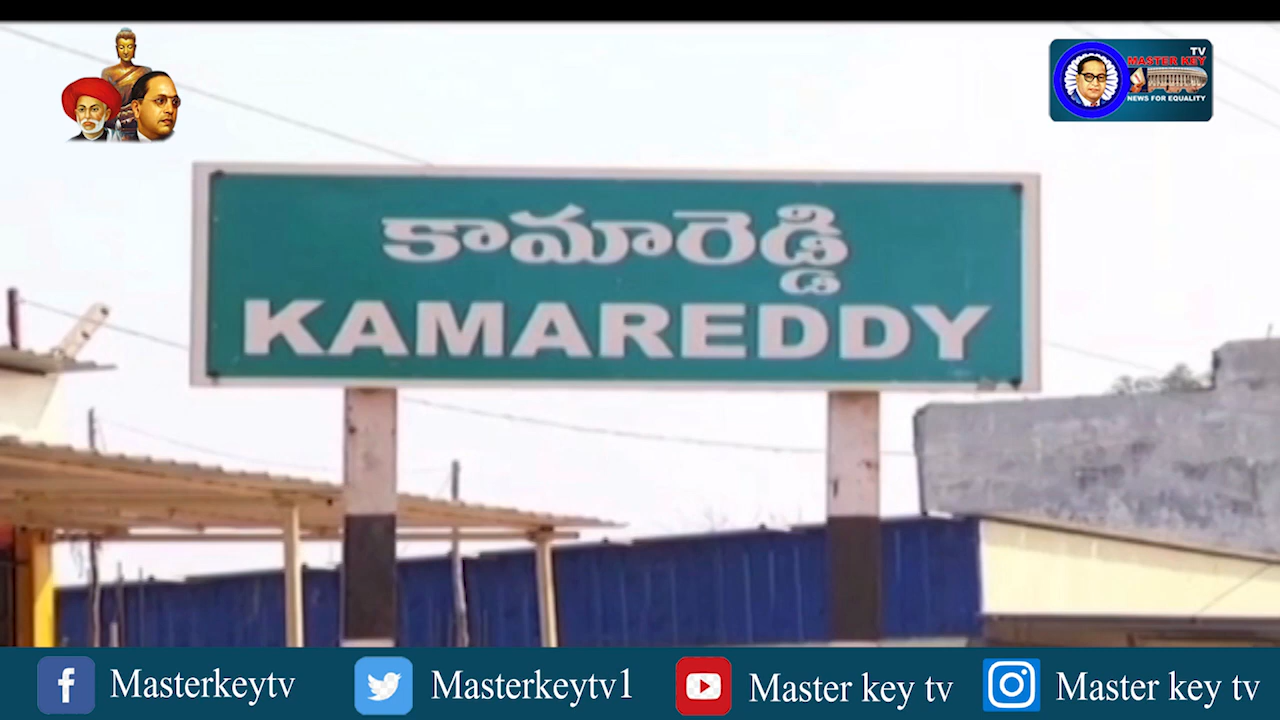 TV
MASTER KEY
NEWS FOR EQUALITY
కామారెడ్డి
KAMAREDDY
Masterkeytv
Masterkeytv1
Master key tv
Master key tv